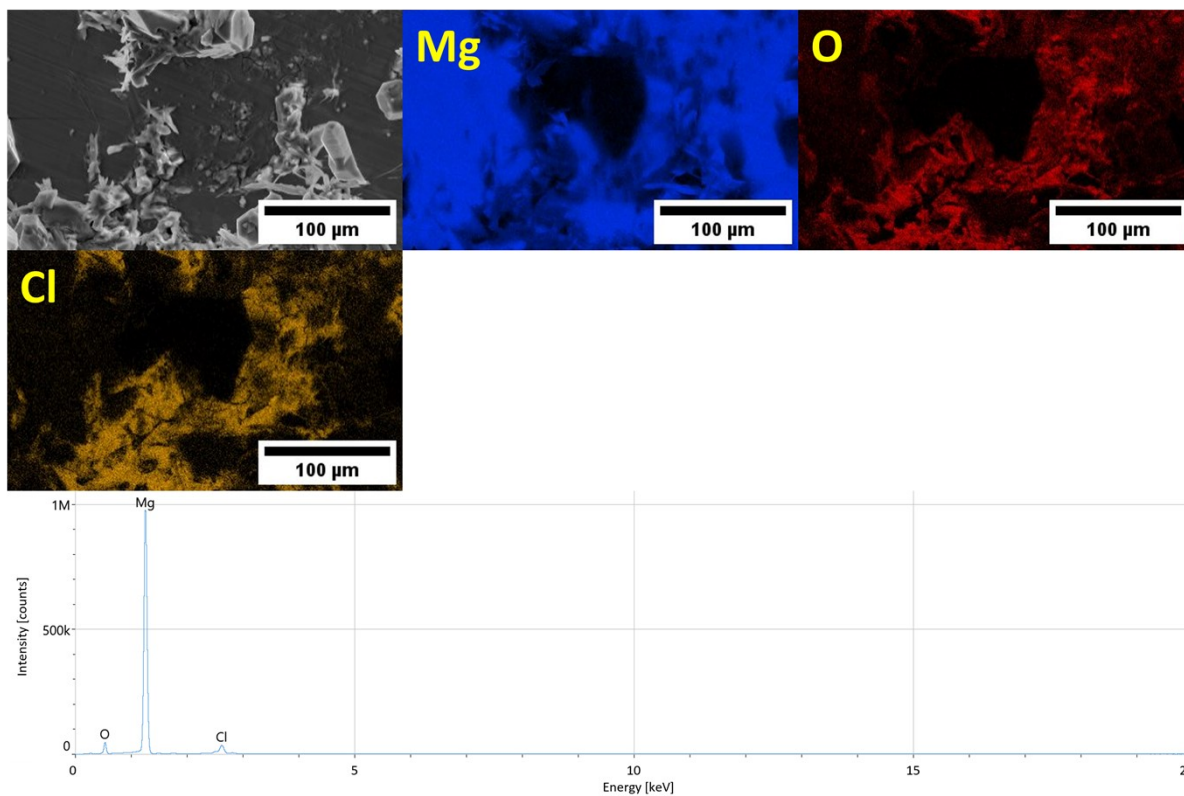 Mg
O
100 µm
100 µm
100 µm
Cl
100 µm
1M
Mg
Intensity [counts]
500k
O
Cl
0
0
5
10
15
2
Energy [keV]